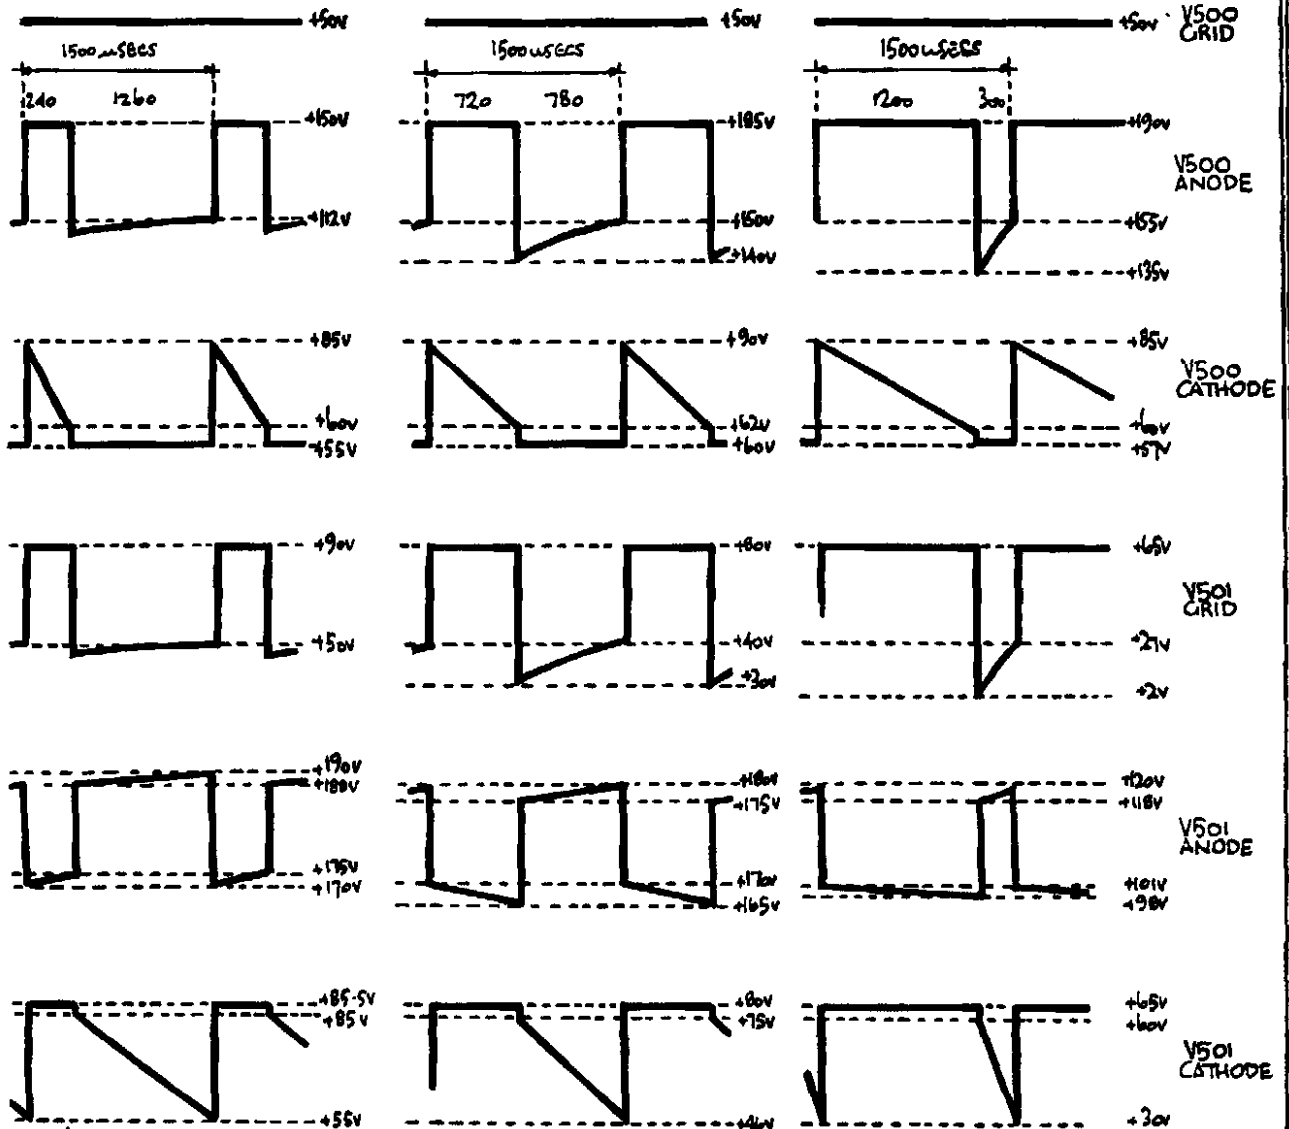 +50V +50V +50V V500
GRID
1500 µSECS 1500 µSECS 1500 µSECS
240 1260 720 780 1200 300
+150V +185V +190V
V500
ANODE
+112V +150V +155V
+140V
+135V
+85V +90V +85V
V500
CATHODE
+60V +62V +60V
+55V +60V +57V
+90V +80V +65V
V501
GRID
+50V +40V +27V
+30V +2V
+190V +180V +120V
+188V +175V +118V
V501
ANODE
+175V +170V +101V
+170V +165V +98V
+85·5V +80V +65V
+85V +75V +60V
V501
CATHODE
+55V +46V +30V